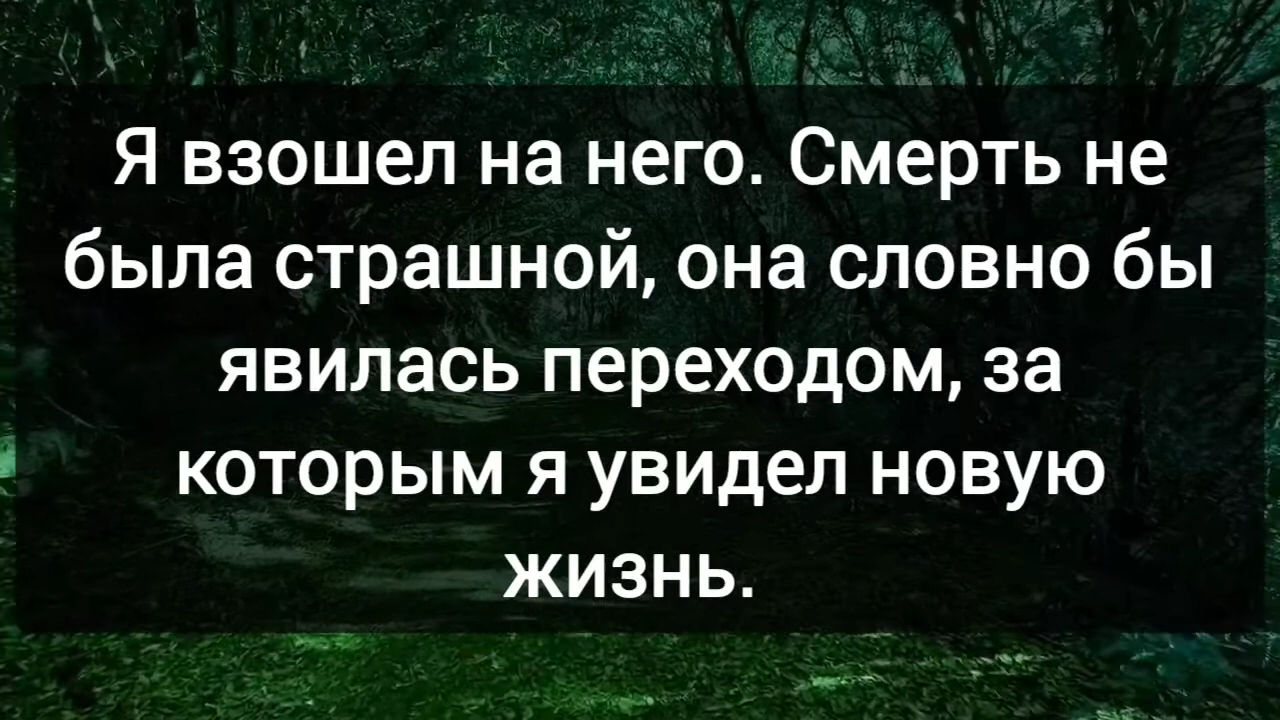 Я взошел на него. Смерть не
была страшной, она словно бы
явилась переходом, за
которым я увидел новую
жизнь.